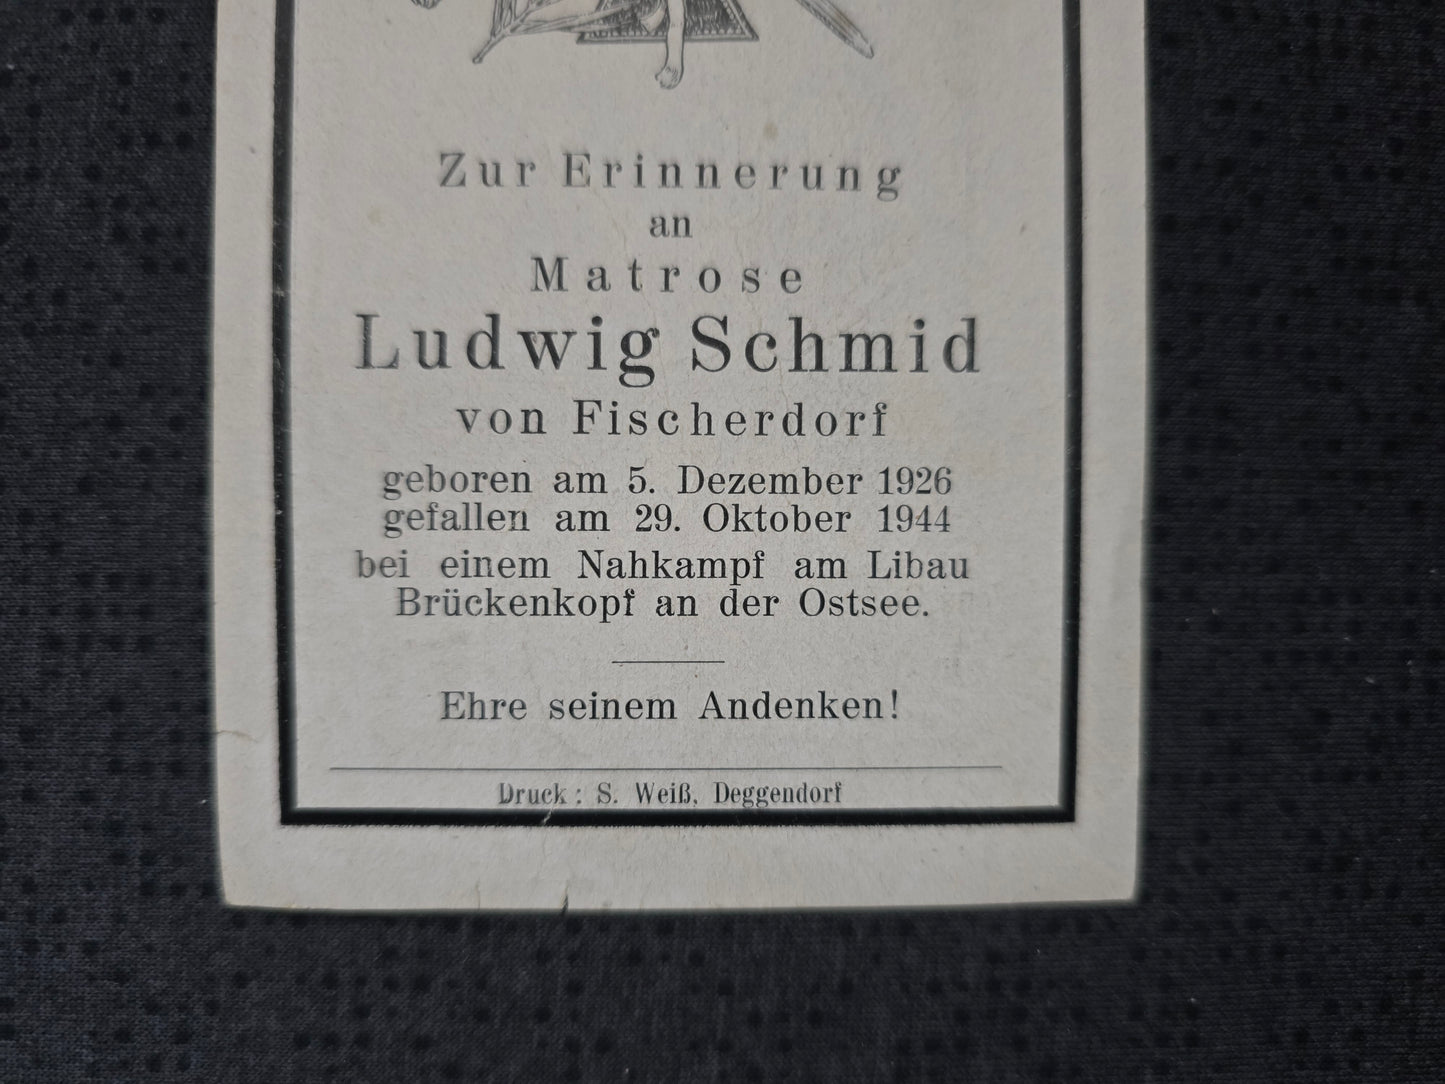 Zur Erinnerung
an
Matrose
Ludwig Schmid
von Fischerdorf
geboren am 5. Dezember 1926
gefallen am 29. Oktober 1944
bei einem Nahkampf am Libau
Brückenkopf an der Ostsee.
Ehre seinem Andenken!
Druck: S. Weiß, Deggendorf